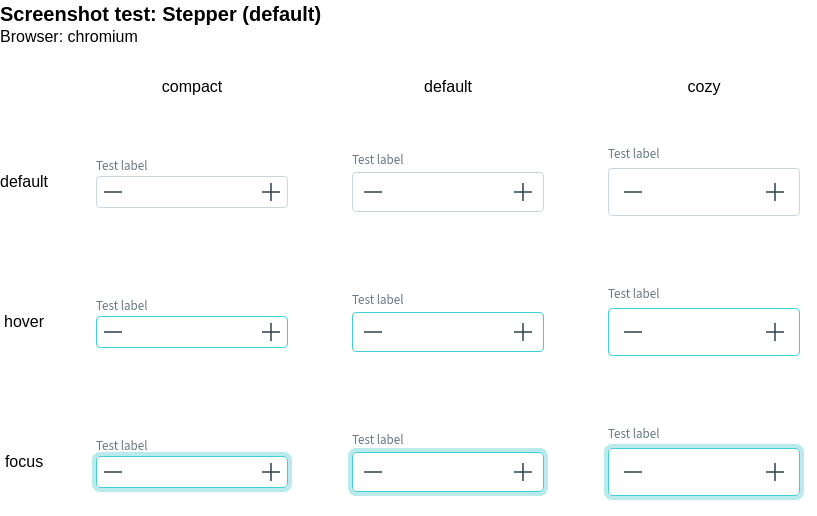 Screenshot test: Stepper (default)
Browser: chromium
compact default cozy
default Test label Test label Test label
hover Test label Test label Test label
focus Test label Test label Test label